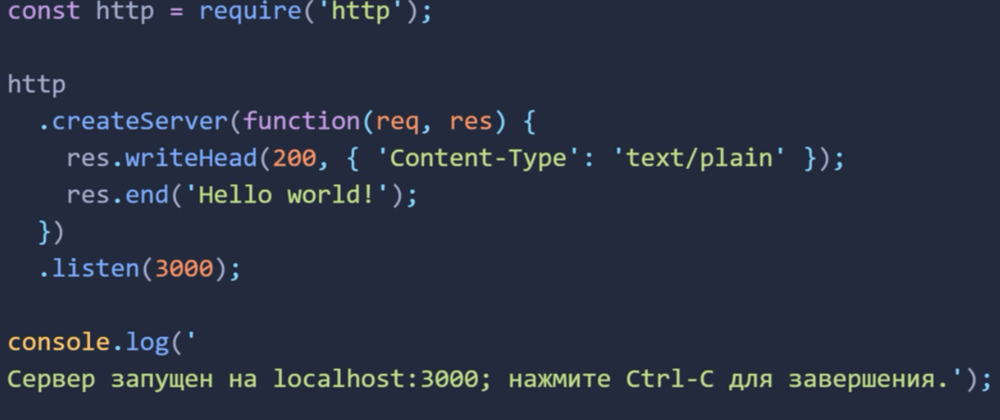 const http = require('http');
http
.createServer(function(req, res) {
res.writeHead(200, { 'Content-Type': 'text/plain' });
res.end('Hello world!');
})
.listen(3000);
console.log('
Сервер запущен на localhost:3000; нажмите Ctrl-C для завершения.');